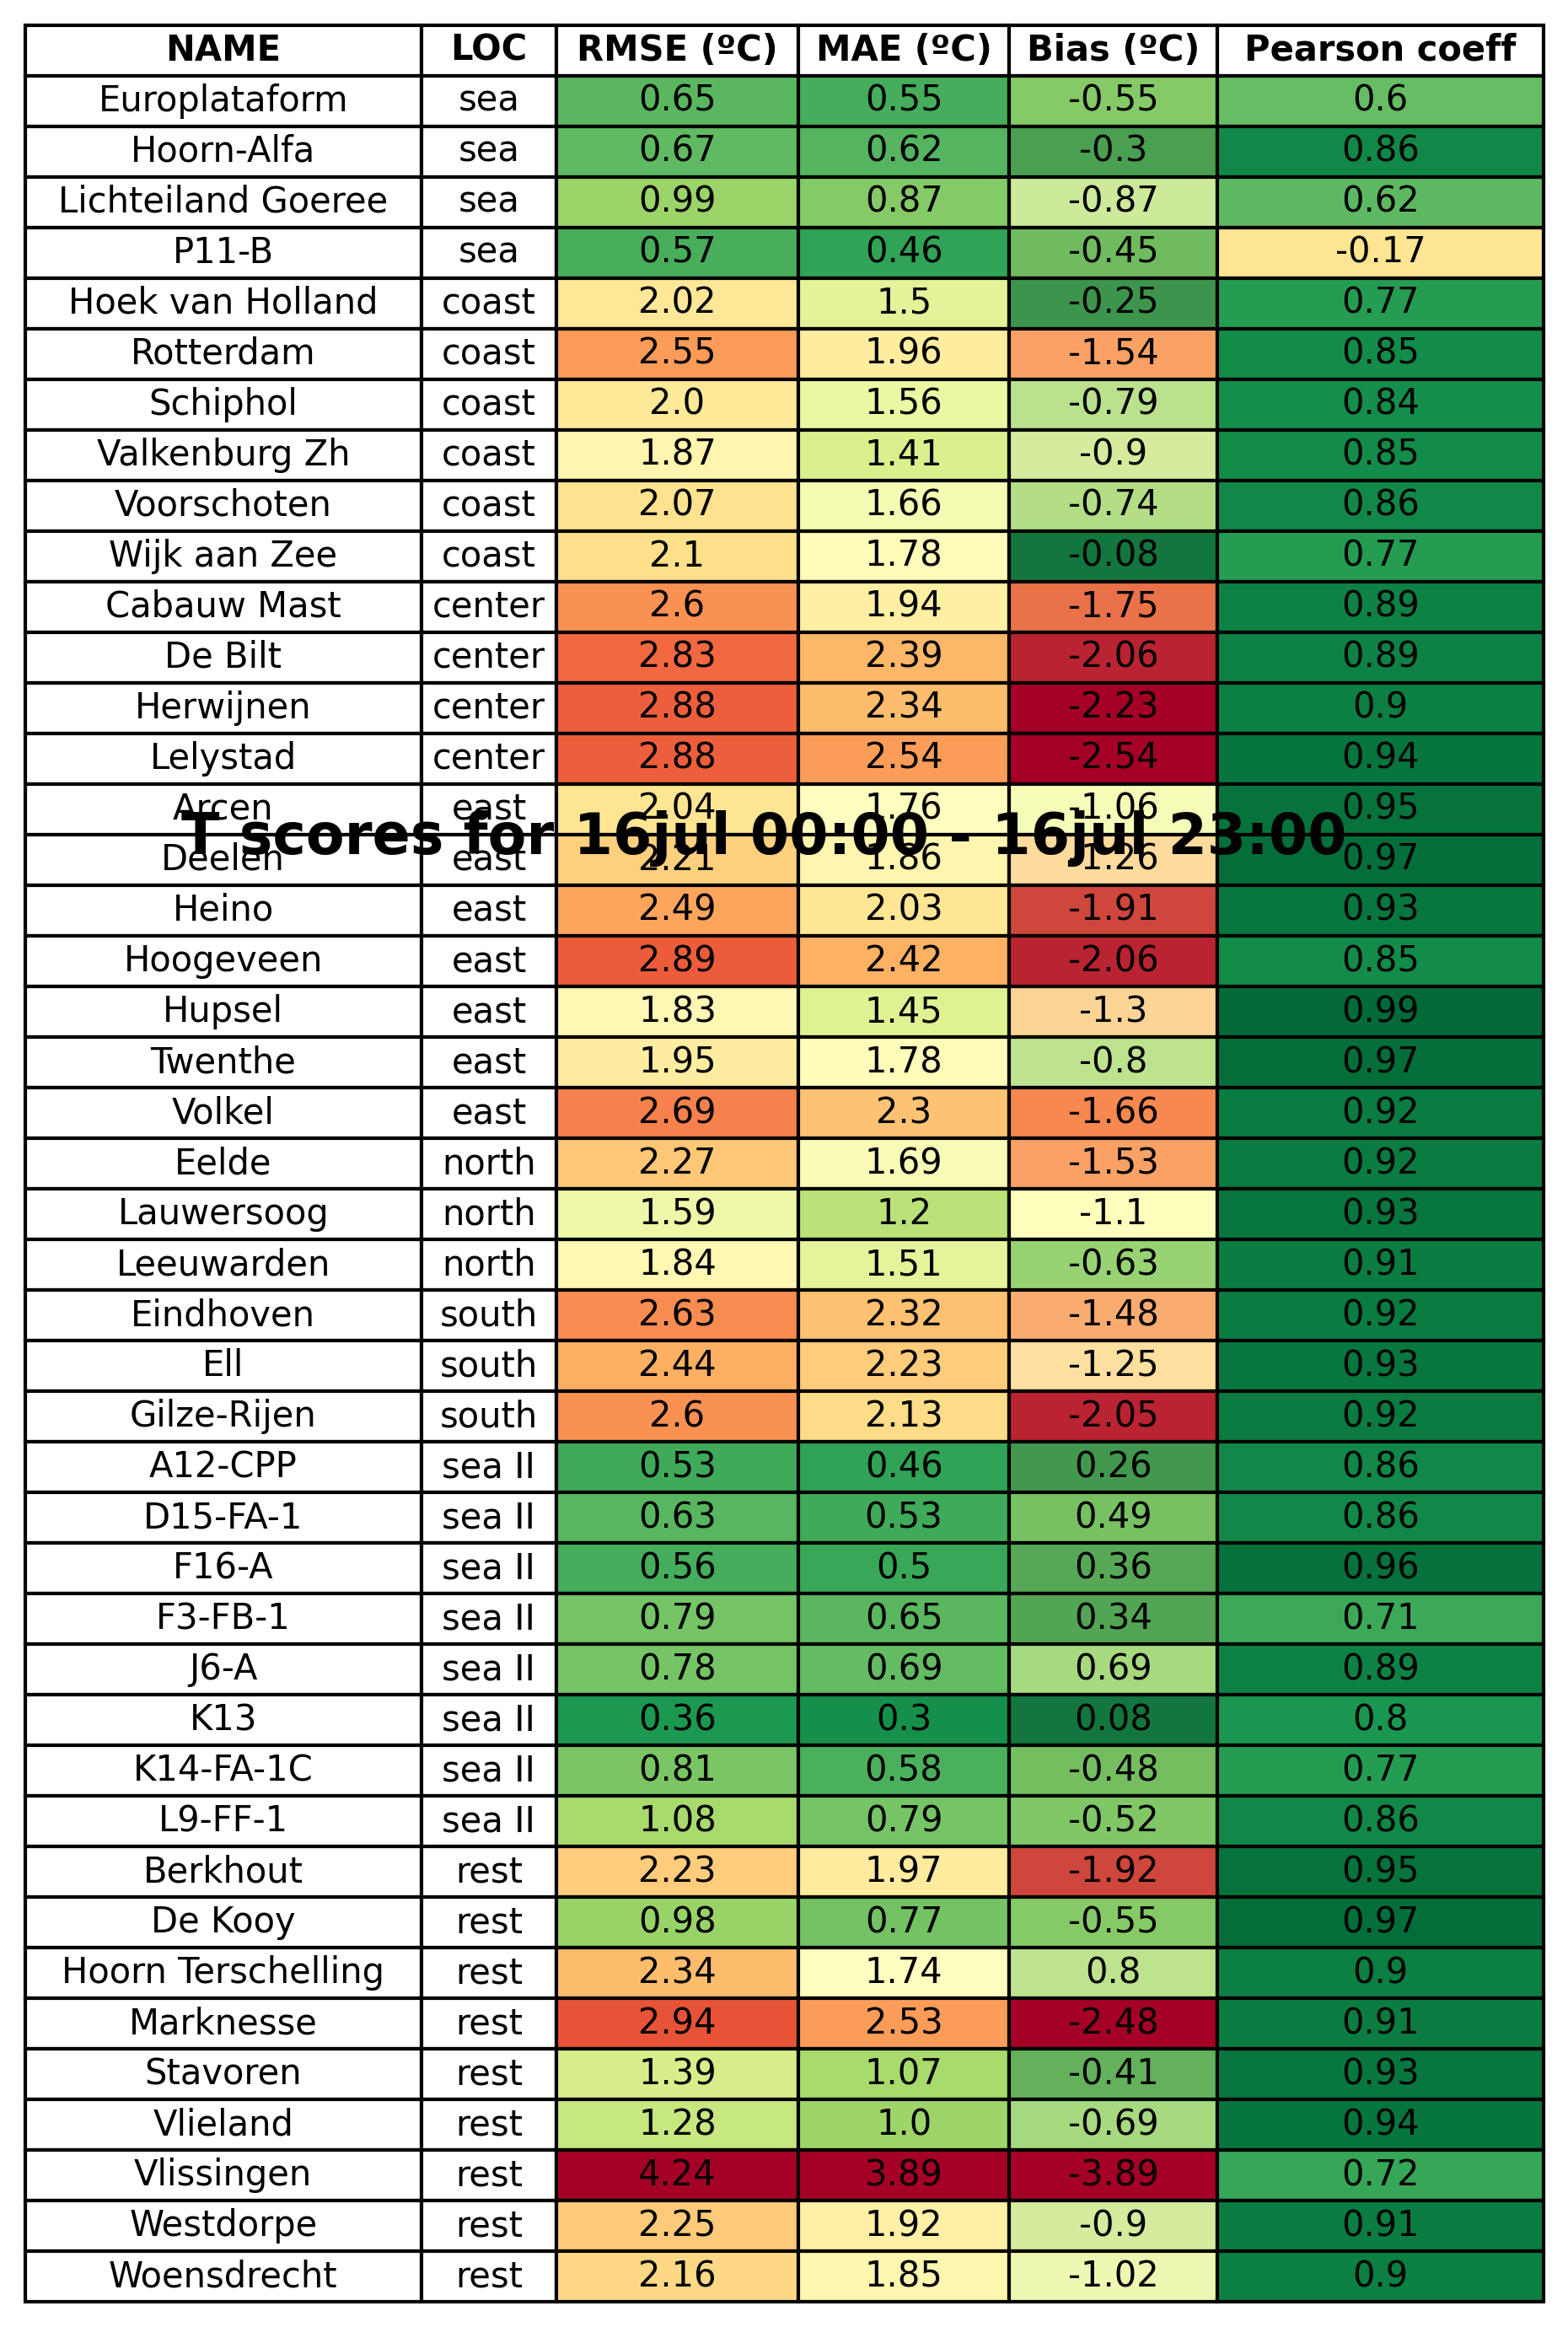 NAME LOC RMSE (ºC) MAE (ºC) Bias (ºC) Pearson coeff
Europlataform sea 0.65 0.55 -0.55 0.6
Hoorn-Alfa sea 0.67 0.62 -0.3 0.86
Lichteiland Goeree sea 0.99 0.87 -0.87 0.62
P11-B sea 0.57 0.46 -0.45 -0.17
Hoek van Holland coast 2.02 1.5 -0.25 0.77
Rotterdam coast 2.55 1.96 -1.54 0.85
Schiphol coast 2.0 1.56 -0.79 0.84
Valkenburg Zh coast 1.87 1.41 -0.9 0.85
Voorschoten coast 2.07 1.66 -0.74 0.86
Wijk aan Zee coast 2.1 1.78 -0.08 0.77
Cabauw Mast center 2.6 1.94 -1.75 0.89
De Bilt center 2.83 2.39 -2.06 0.89
Herwijnen center 2.88 2.34 -2.23 0.9
Lelystad center 2.88 2.54 -2.54 0.94
Arcen east 2.04 1.76 -1.06 0.95
T scores for 16jul 00:00 - 16jul 23:00
Deelen east 2.21 1.86 -1.26 0.97
Heino east 2.49 2.03 -1.91 0.93
Hoogeveen east 2.89 2.42 -2.06 0.85
Hupsel east 1.83 1.45 -1.3 0.99
Twenthe east 1.95 1.78 -0.8 0.97
Volkel east 2.69 2.3 -1.66 0.92
Eelde north 2.27 1.69 -1.53 0.92
Lauwersoog north 1.59 1.2 -1.1 0.93
Leeuwarden north 1.84 1.51 -0.63 0.91
Eindhoven south 2.63 2.32 -1.48 0.92
Ell south 2.44 2.23 -1.25 0.93
Gilze-Rijen south 2.6 2.13 -2.05 0.92
A12-CPP sea II 0.53 0.46 0.26 0.86
D15-FA-1 sea II 0.63 0.53 0.49 0.86
F16-A sea II 0.56 0.5 0.36 0.96
F3-FB-1 sea II 0.79 0.65 0.34 0.71
J6-A sea II 0.78 0.69 0.69 0.89
K13 sea II 0.36 0.3 0.08 0.8
K14-FA-1C sea II 0.81 0.58 -0.48 0.77
L9-FF-1 sea II 1.08 0.79 -0.52 0.86
Berkhout rest 2.23 1.97 -1.92 0.95
De Kooy rest 0.98 0.77 -0.55 0.97
Hoorn Terschelling rest 2.34 1.74 0.8 0.9
Marknesse rest 2.94 2.53 -2.48 0.91
Stavoren rest 1.39 1.07 -0.41 0.93
Vlieland rest 1.28 1.0 -0.69 0.94
Vlissingen rest 4.24 3.89 -3.89 0.72
Westdorpe rest 2.25 1.92 -0.9 0.91
Woensdrecht rest 2.16 1.85 -1.02 0.9